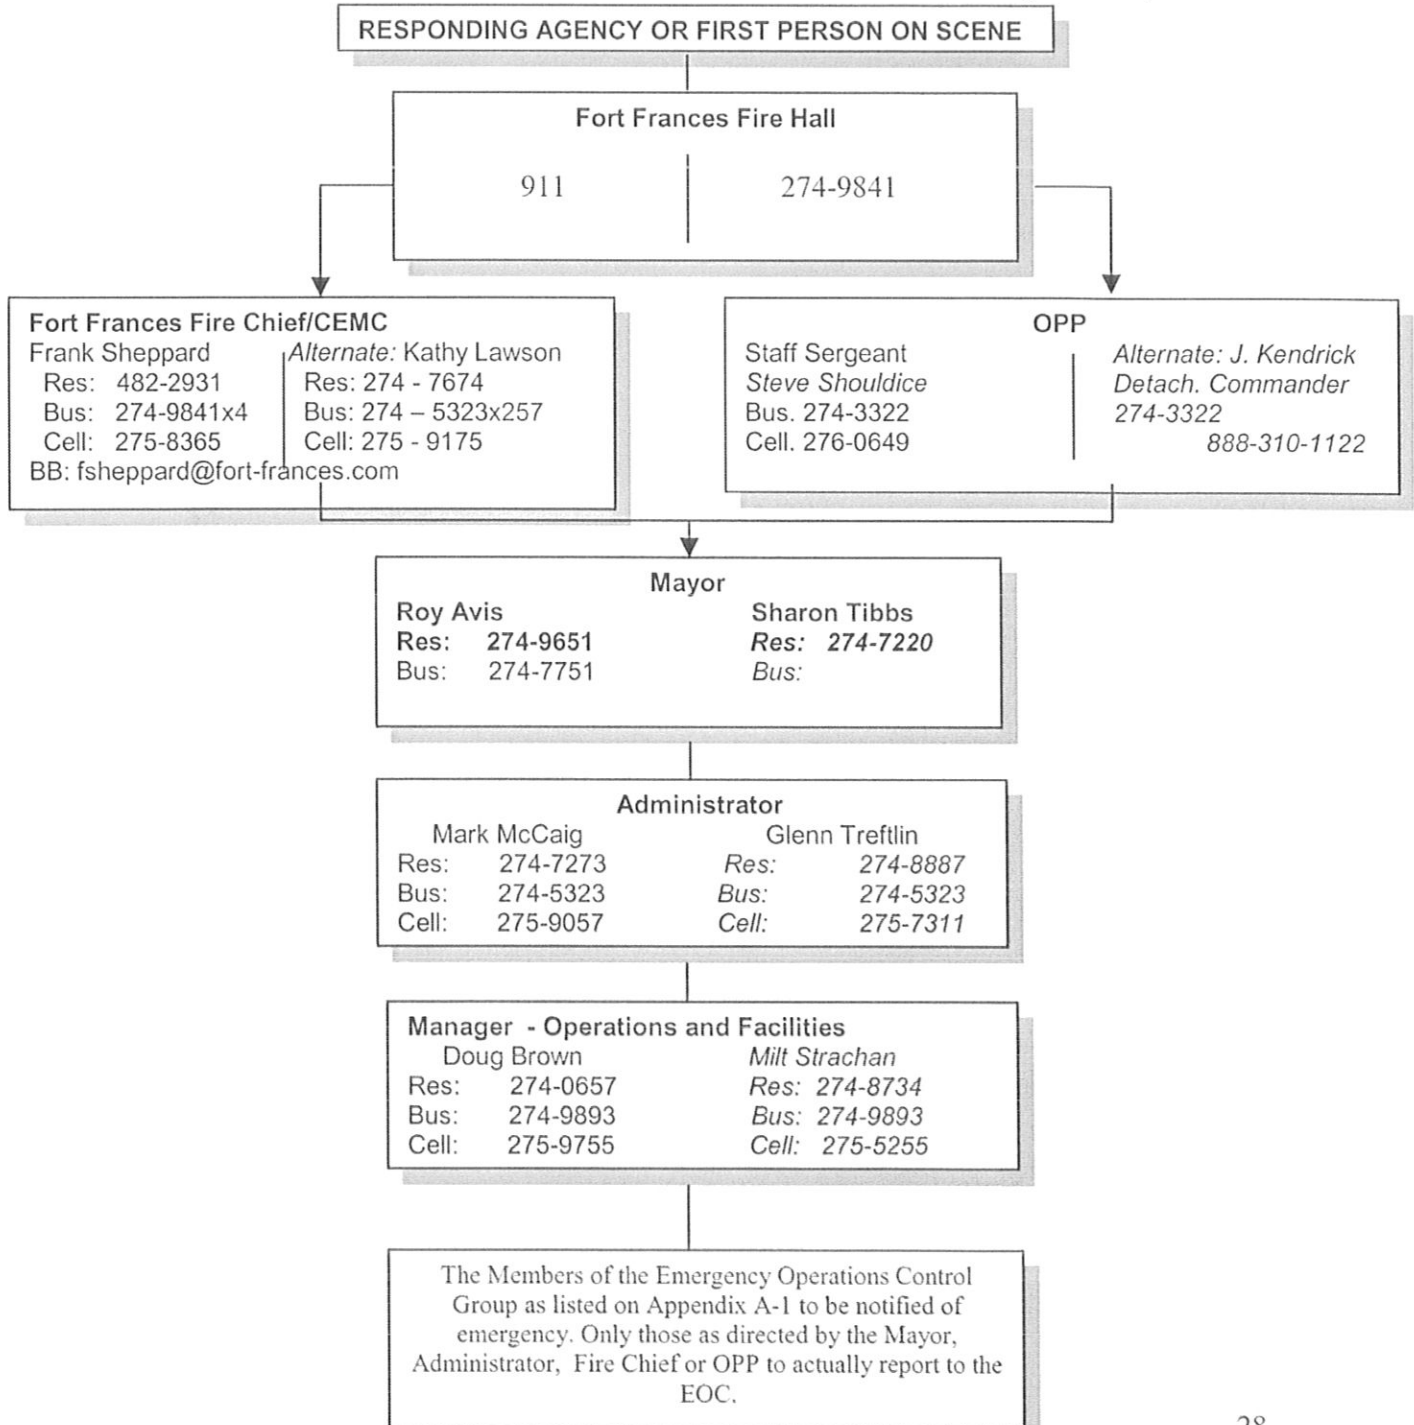 RESPONDING AGENCY OR FIRST PERSON ON SCENE
Fort Frances Fire Hall
911 274-9841
Fort Frances Fire Chief/CEMC
Frank Sheppard Alternate: Kathy Lawson
Res: 482-2931 Res: 274 - 7674
Bus: 274-9841x4 Bus: 274 – 5323x257
Cell: 275-8365 Cell: 275 - 9175
BB: fsheppard@fort-frances.com
OPP
Staff Sergeant Alternate: J. Kendrick
Steve Shouldice Detach. Commander
Bus. 274-3322 274-3322
Cell. 276-0649 888-310-1122
Mayor
Roy Avis Sharon Tibbs
Res: 274-9651 Res: 274-7220
Bus: 274-7751 Bus:
Administrator
Mark McCaig Glenn Treftlin
Res: 274-7273 Res: 274-8887
Bus: 274-5323 Bus: 274-5323
Cell: 275-9057 Cell: 275-7311
Manager - Operations and Facilities
Doug Brown Milt Strachan
Res: 274-0657 Res: 274-8734
Bus: 274-9893 Bus: 274-9893
Cell: 275-9755 Cell: 275-5255
The Members of the Emergency Operations Control
Group as listed on Appendix A-1 to be notified of
emergency. Only those as directed by the Mayor,
Administrator, Fire Chief or OPP to actually report to the
EOC.